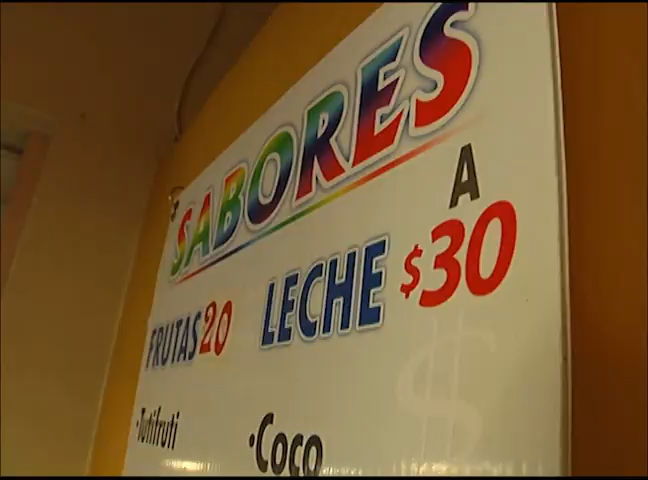 SABORES
A
FRUTAS 20 LECHE $30
•Tutifruti •Coco
$